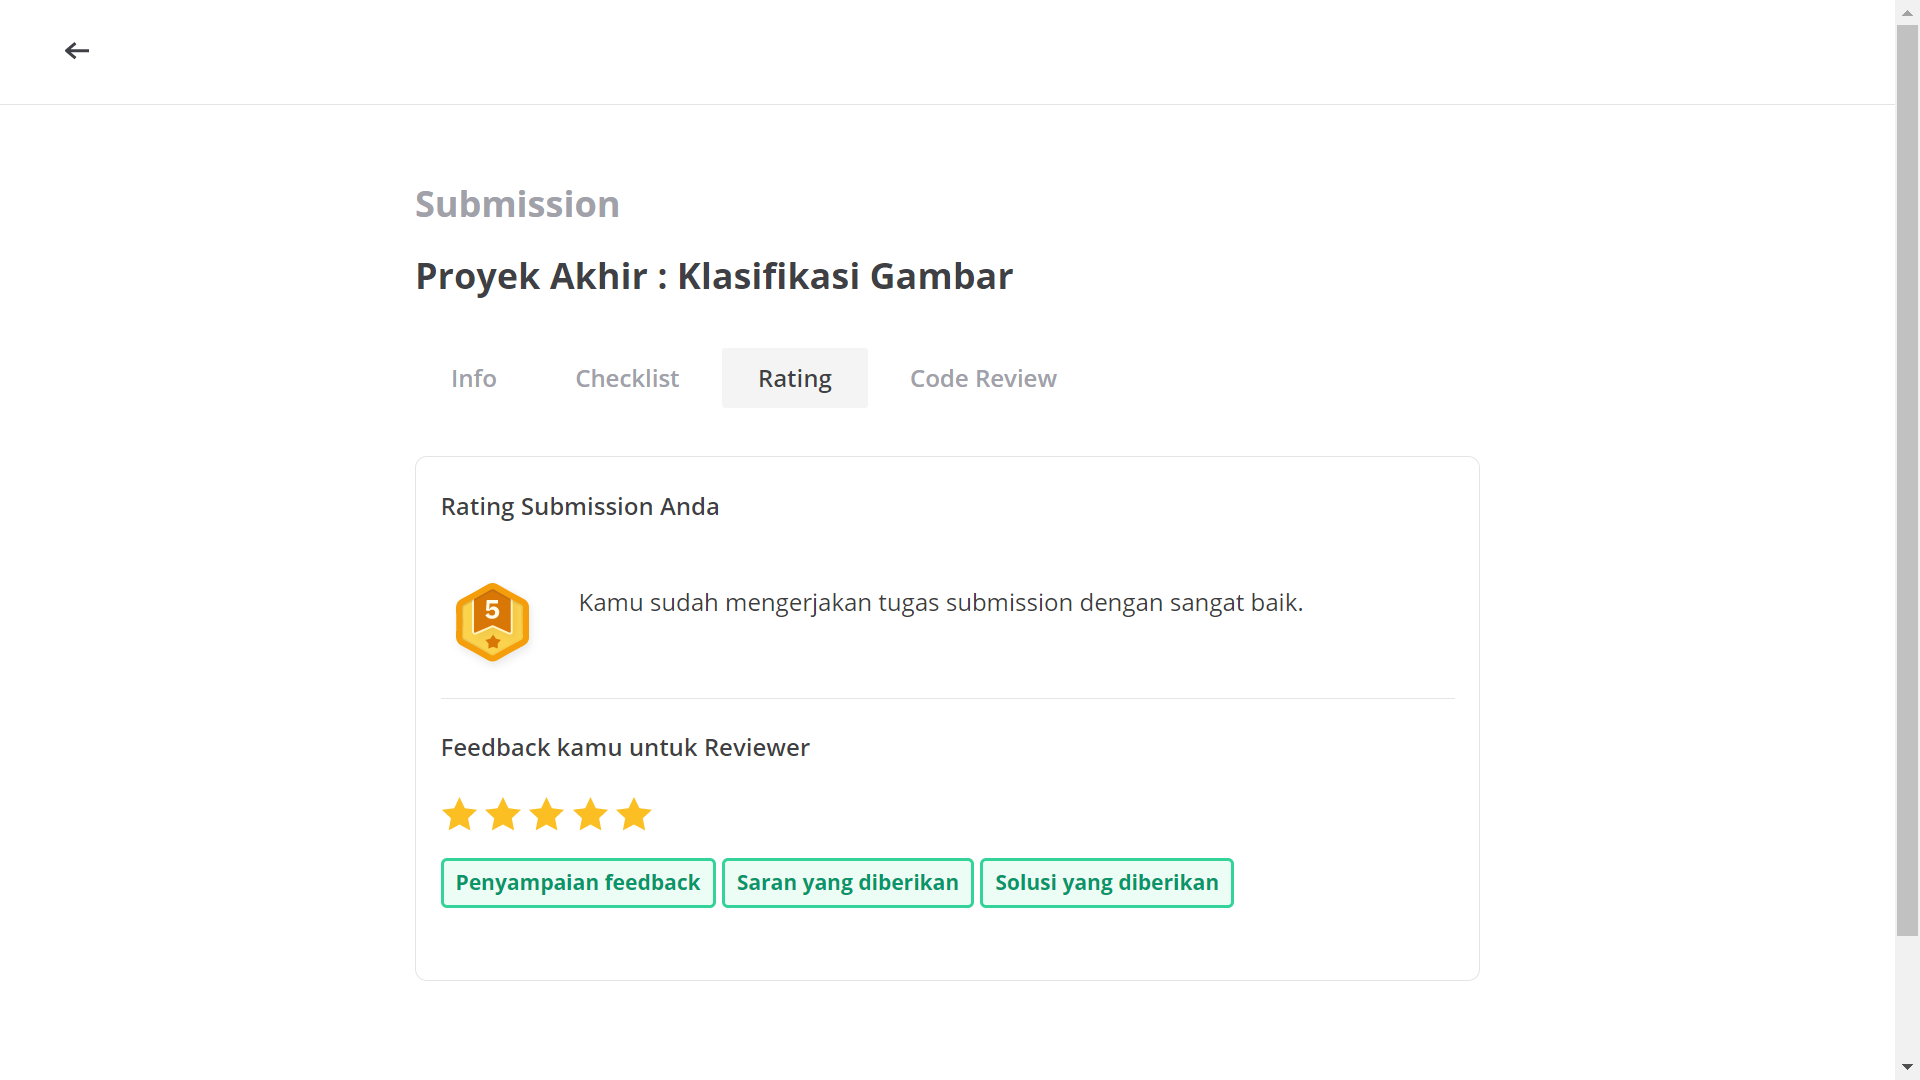 Submission
Proyek Akhir : Klasifikasi Gambar
Info Checklist Rating Code Review
Rating Submission Anda
5
Kamu sudah mengerjakan tugas submission dengan sangat baik.
Feedback kamu untuk Reviewer
Penyampaian feedback Saran yang diberikan Solusi yang diberikan